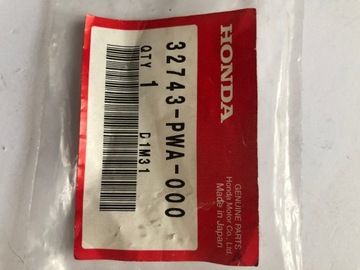 HONDA
GENUINE PARTS
Honda Motor Co., Ltd.
Made in Japan
32743-PWA-000
QTY 1
D1M31